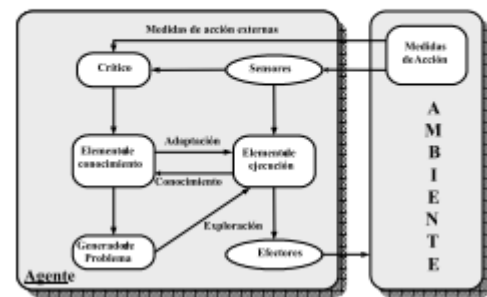 Medidas de acción externas
Medidas
de Acción
Crítico
Sensores
Adaptación
Elemento de
conocimiento
Elemento de
ejecución
Conocimiento
Exploración
Generado de
Problema
Efectores
Agente
A
M
B
I
E
N
T
E